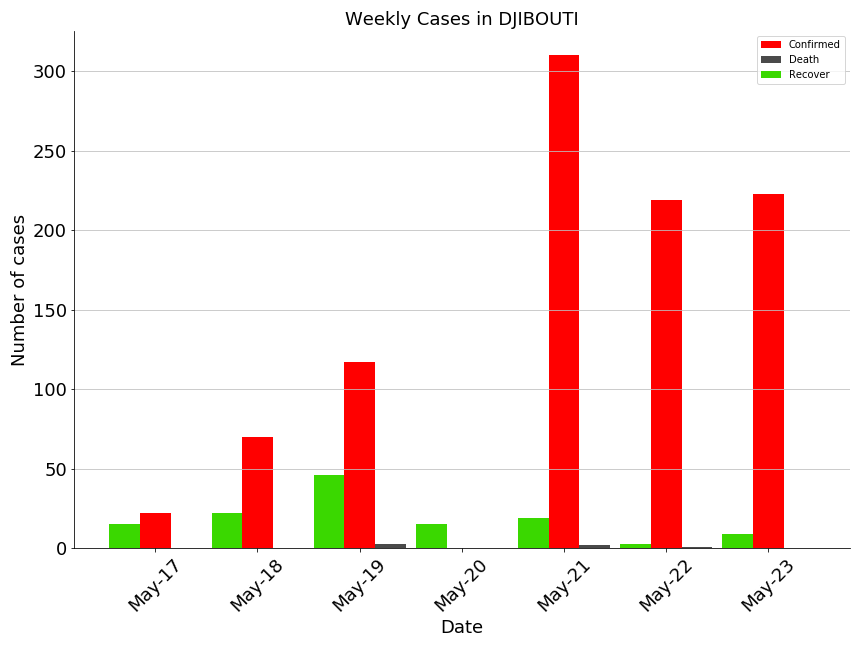 Weekly Cases in DJIBOUTI
Confirmed
Death
Recover
Number of cases
300
250
200
150
100
50
0
May-17
May-18
May-19
May-20
May-21
May-22
May-23
Date